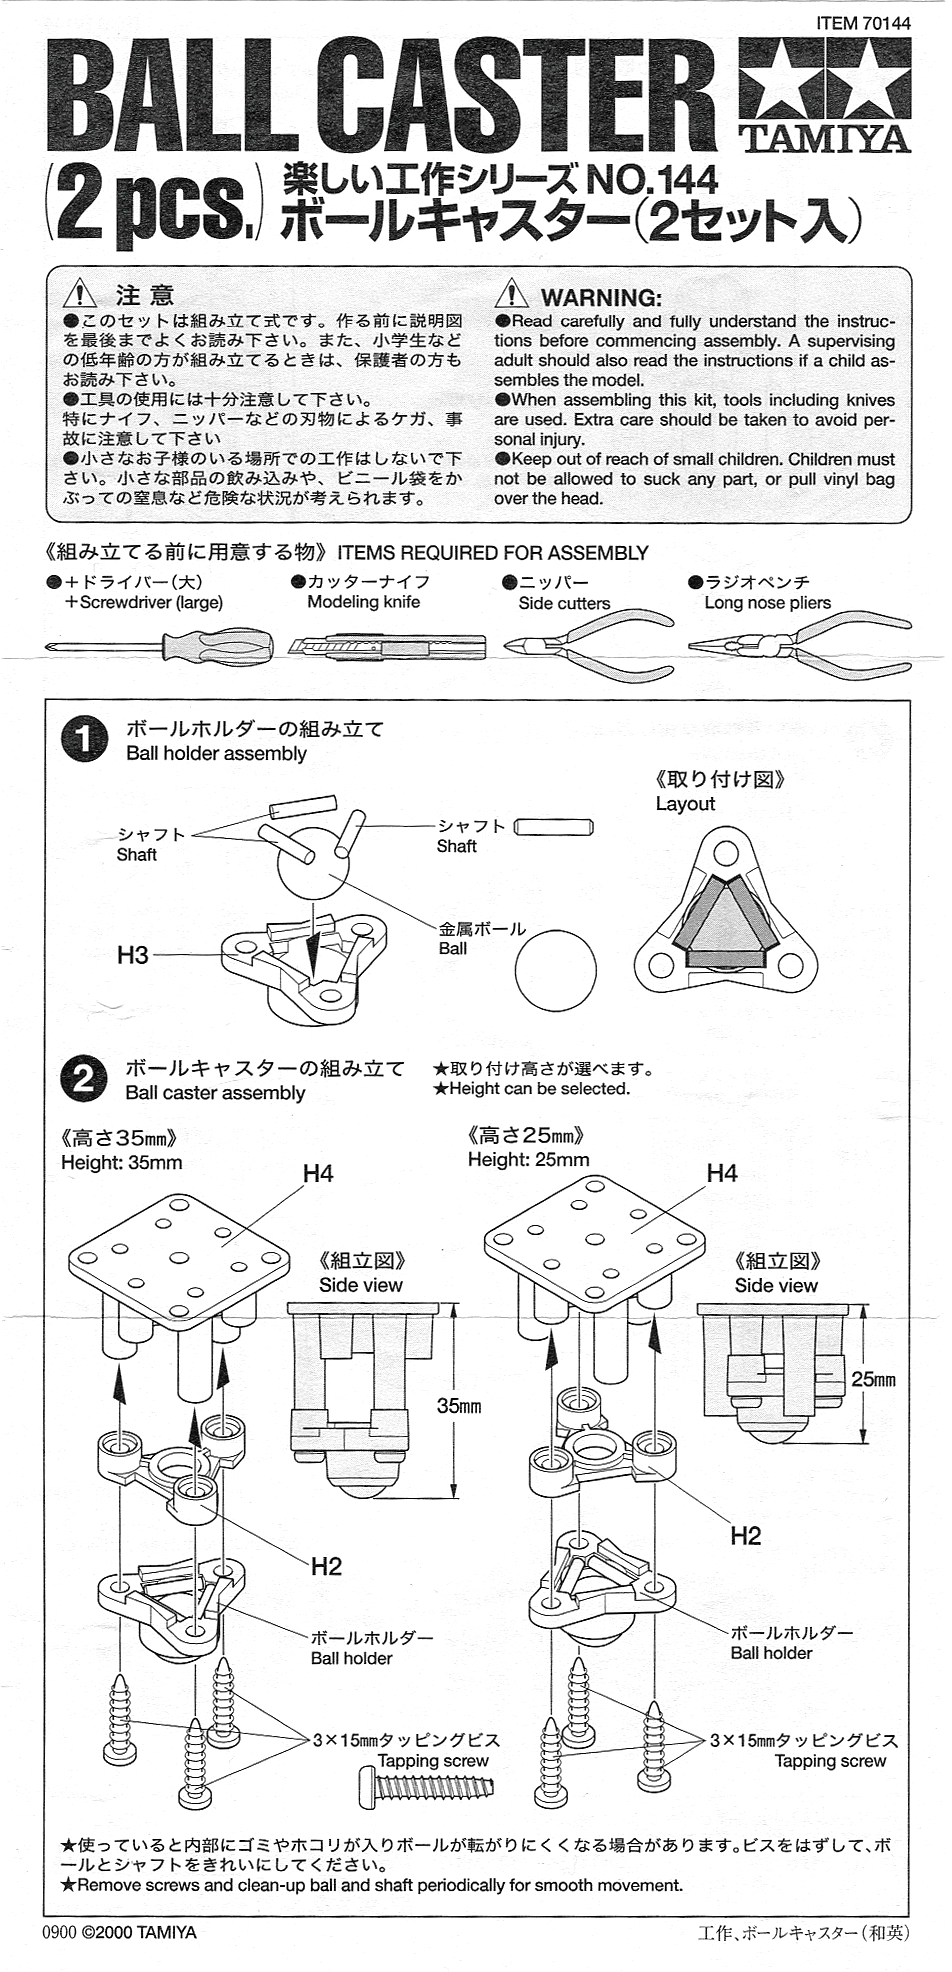 ITEM 70144
BALL CASTER
TAMIYA
(2 pcs.)
楽しい工作シリーズ NO.144
ボールキャスター(2セット入)
注意
●このセットは組み立て式です。作る前に説明図
を最後までよくお読み下さい。また、小学生など
の低年齢の方が組み立てるときは、保護者の方も
お読み下さい。
●工具の使用には十分注意して下さい。
特にナイフ、ニッパーなどの刃物によるケガ、事
故に注意して下さい
●小さなお子様のいる場所での工作はしないで下
さい。小さな部品の飲み込みや、ビニール袋をか
ぶっての窒息など危険な状況が考えられます。
WARNING:
●Read carefully and fully understand the instruc-
tions before commencing assembly. A supervising
adult should also read the instructions if a child as-
sembles the model.
●When assembling this kit, tools including knives
are used. Extra care should be taken to avoid per-
sonal injury.
●Keep out of reach of small children. Children must
not be allowed to suck any part, or pull vinyl bag
over the head.
《組み立てる前に用意する物》 ITEMS REQUIRED FOR ASSEMBLY
●＋ドライバー(大)
＋Screwdriver (large)
●カッターナイフ
Modeling knife
●ニッパー
Side cutters
●ラジオペンチ
Long nose pliers
1
ボールホルダーの組み立て
Ball holder assembly
シャフト
Shaft
シャフト
Shaft
《取り付け図》
Layout
金属ボール
Ball
H3
2
ボールキャスターの組み立て
Ball caster assembly
★取り付け高さが選べます。
★Height can be selected.
《高さ35mm》
Height: 35mm
H4
《組立図》
Side view
35mm
H2
ボールホルダー
Ball holder
3×15mmタッピングビス
Tapping screw
《高さ25mm》
Height: 25mm
H4
《組立図》
Side view
25mm
H2
ボールホルダー
Ball holder
3×15mmタッピングビス
Tapping screw
★使っていると内部にゴミやホコリが入りボールが転がりにくくなる場合があります。ビスをはずして、ボ
ールとシャフトをきれいにしてください。
★Remove screws and clean-up ball and shaft periodically for smooth movement.
0900 ©2000 TAMIYA
工作、ボールキャスター(和英)